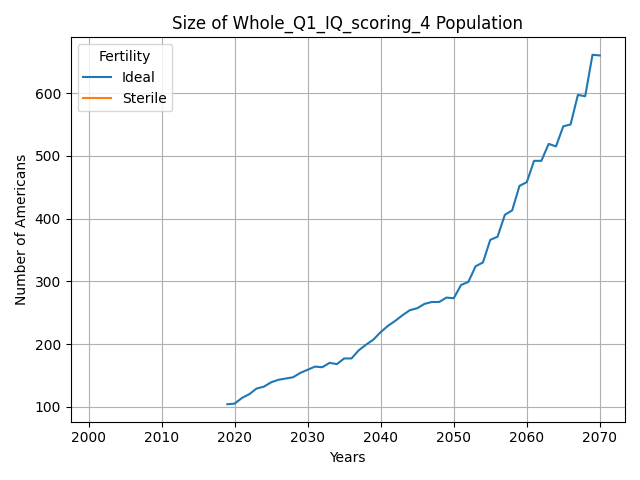 Size of Whole_Q1_IQ_scoring_4 Population
Fertility
Ideal
Sterile
Number of Americans
600
500
400
300
200
100
2000 2010 2020 2030 2040 2050 2060 2070
Years